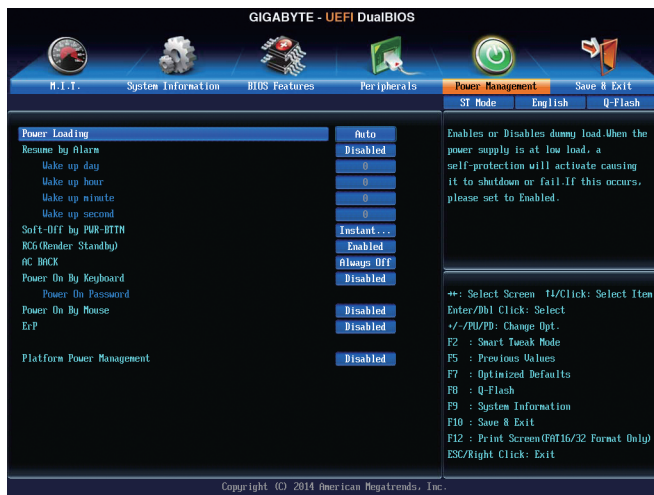 GIGABYTE - UEFI DualBIOS
M.I.T. System Information BIOS Features Peripherals Power Management Save & Exit
ST Mode English Q-Flash
Power Loading Auto
Resume by Alarm Disabled
Wake up day 0
Wake up hour 0
Wake up minute 0
Wake up second 0
Soft-Off by PWR-BTTN Instant...
RC6(Render Standby) Enabled
AC BACK Always Off
Power On By Keyboard Disabled
Power On Password
Power On By Mouse Disabled
ErP Disabled
Platform Power Management Disabled
Enables or Disables dummy load.When the
power supply is at low load, a
self-protection will activate causing
it to shutdown or fail.If this occurs,
please set to Enabled.
→←: Select Screen ↑↓/Click: Select Item
Enter/Dbl Click: Select
+/-/PU/PD: Change Opt.
F2 : Smart Tweak Mode
F5 : Previous Values
F7 : Optimized Defaults
F8 : Q-Flash
F9 : System Information
F10 : Save & Exit
F12 : Print Screen(FAT16/32 Format Only)
ESC/Right Click: Exit
Copyright (C) 2014 American Megatrends, Inc.